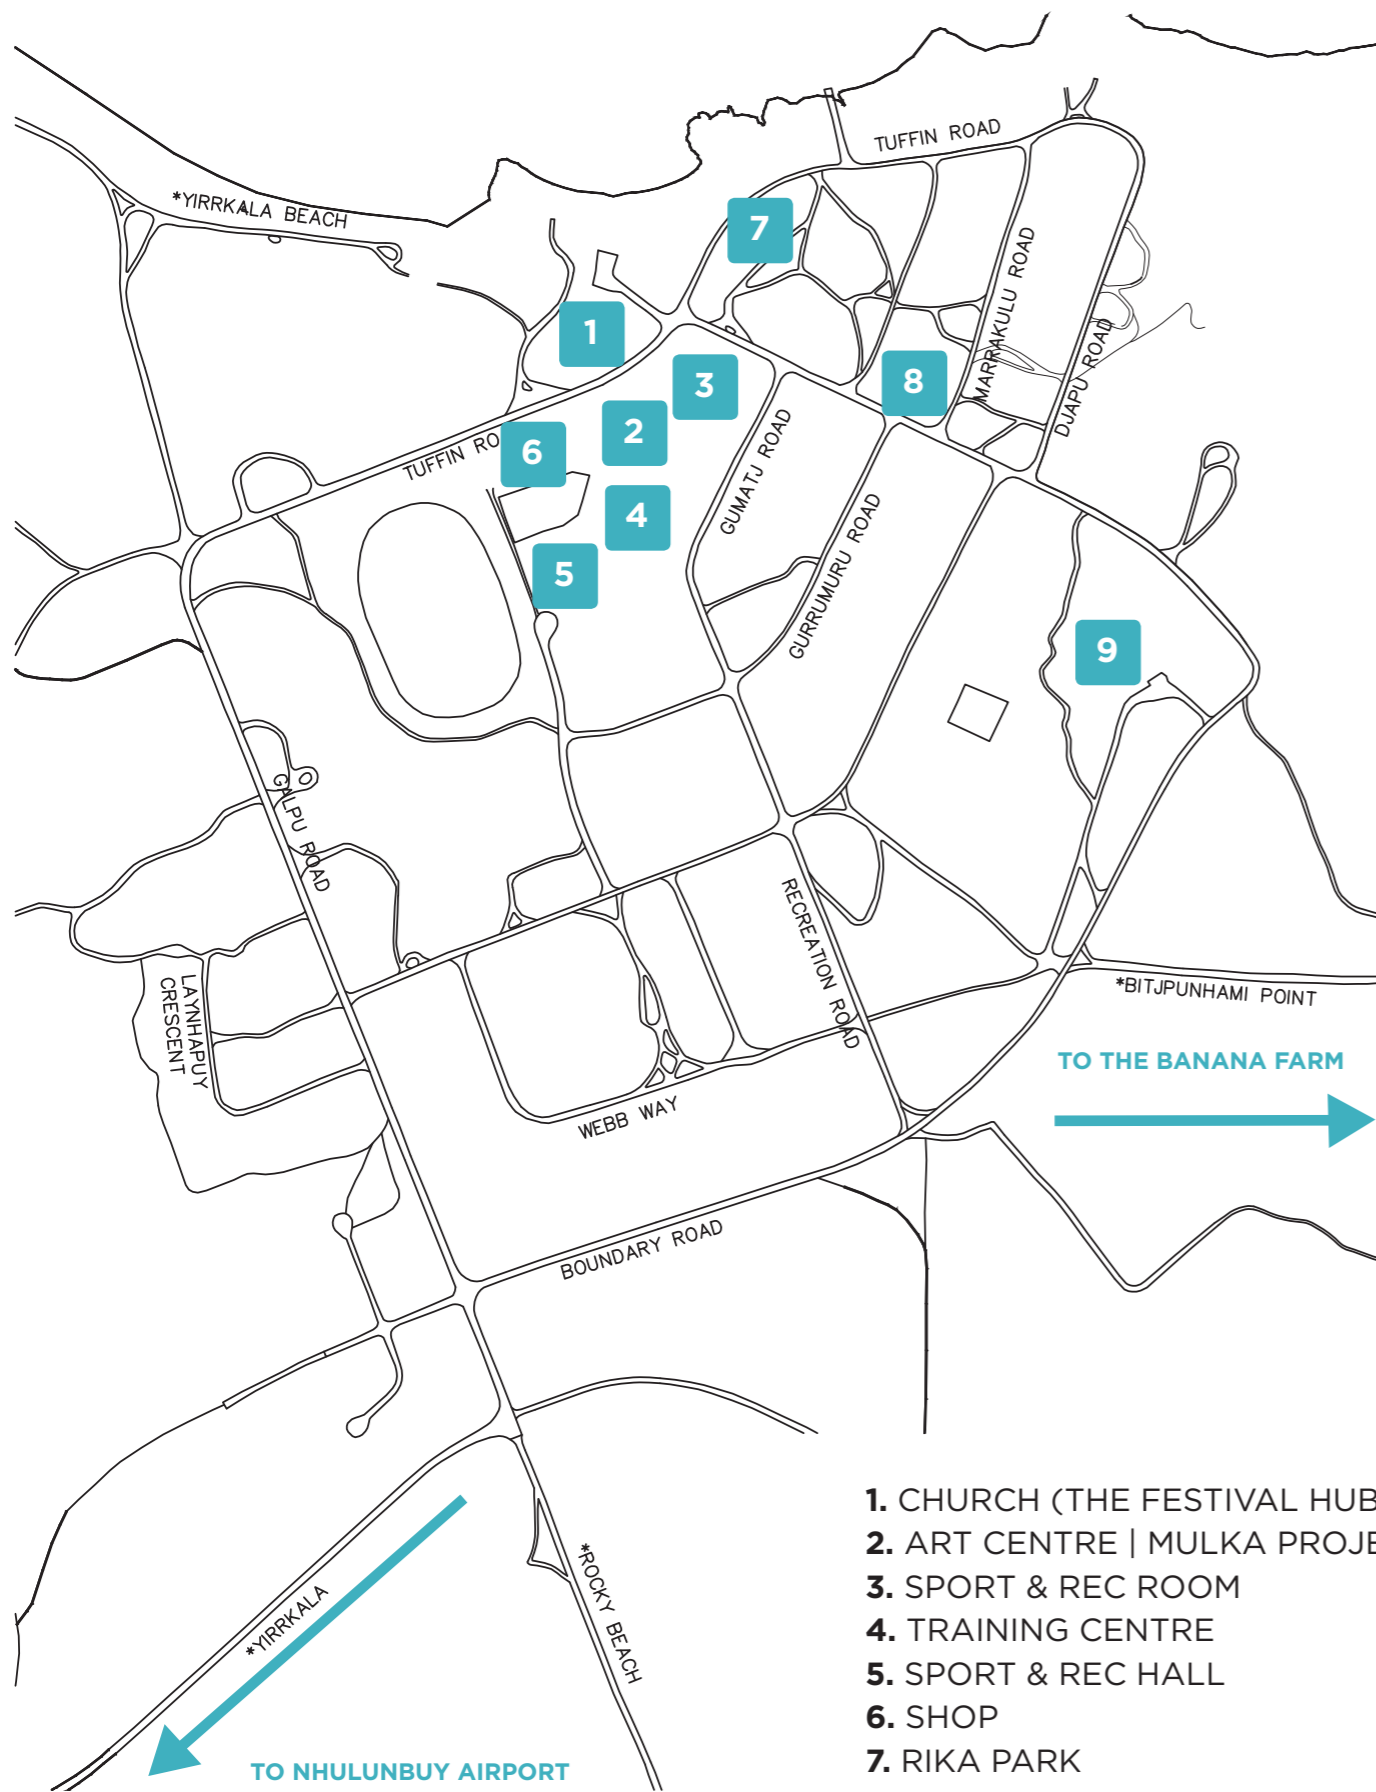 TUFFIN ROAD
*YIRRKALA BEACH
7
1
MARRAKULU ROAD
3
8
DJAPU ROAD
2
TUFFIN RO
6
GUMATJ ROAD
4
GURRUMURU ROAD
5
9
GALPU ROAD
RECREATION ROAD
LAYNHAPUY
CRESCENT
*BITJPUNHAMI POINT
TO THE BANANA FARM
WEBB WAY
BOUNDARY ROAD
*YIRRKALA
*ROCKY BEACH
TO NHULUNBUY AIRPORT
1. CHURCH (THE FESTIVAL HUB
2. ART CENTRE | MULKA PROJE
3. SPORT & REC ROOM
4. TRAINING CENTRE
5. SPORT & REC HALL
6. SHOP
7. RIKA PARK